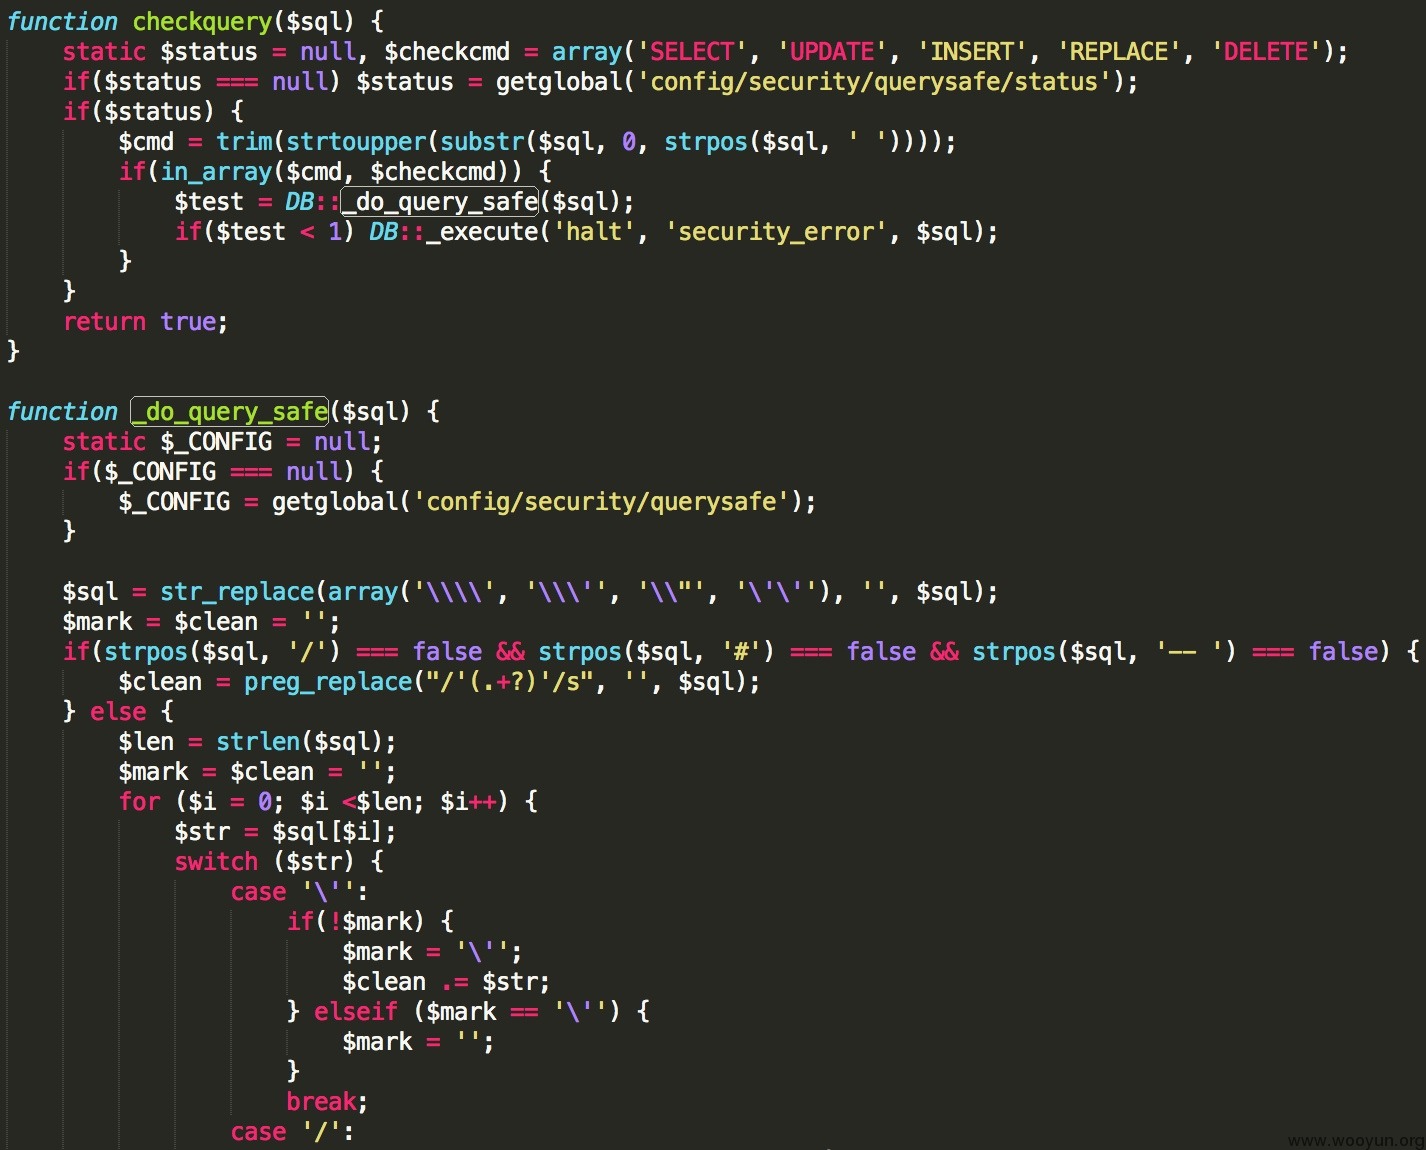 function checkquery($sql) {
    static $status = null, $checkcmd = array('SELECT', 'UPDATE', 'INSERT', 'REPLACE', 'DELETE');
    if($status === null) $status = getglobal('config/security/querysafe/status');
    if($status) {
        $cmd = trim(strtoupper(substr($sql, 0, strpos($sql, ' '))));
        if(in_array($cmd, $checkcmd)) {
            $test = DB::_do_query_safe($sql);
            if($test < 1) DB::_execute('halt', 'security_error', $sql);
        }
    }
    return true;
}

function _do_query_safe($sql) {
    static $_CONFIG = null;
    if($_CONFIG === null) {
        $_CONFIG = getglobal('config/security/querysafe');
    }

    $sql = str_replace(array('\\\\', '\\\'', '\\"', '\'\''), '', $sql);
    $mark = $clean = '';
    if(strpos($sql, '/') === false && strpos($sql, '#') === false && strpos($sql, '-- ') === false) {
        $clean = preg_replace("/'(.+?)'/s", '', $sql);
    } else {
        $len = strlen($sql);
        $mark = $clean = '';
        for ($i = 0; $i <$len; $i++) {
            $str = $sql[$i];
            switch ($str) {
                case '\'':
                    if(!$mark) {
                        $mark = '\'';
                        $clean .= $str;
                    } elseif ($mark == '\'') {
                        $mark = '';
                    }
                    break;
                case '/':
www.wooyun.org